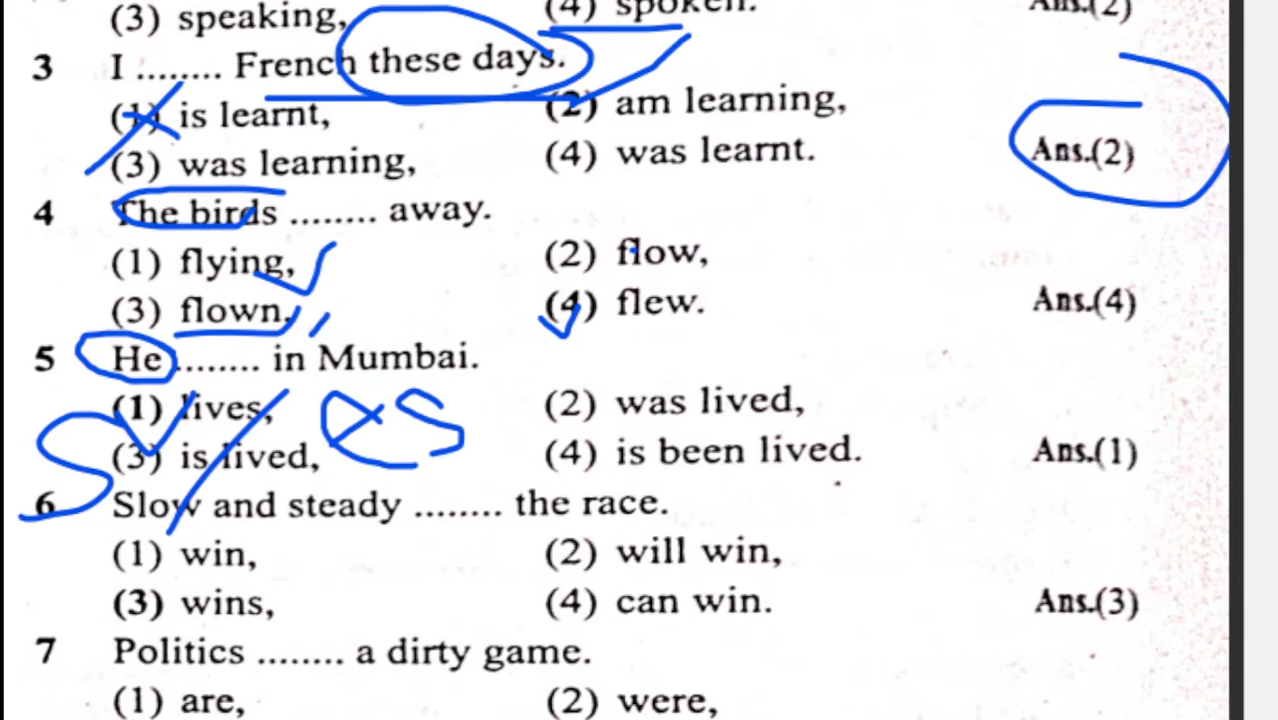 (3) speaking, (4) spoken. Ans.(2)
3 I ........ French these days.
(1) is learnt, (2) am learning,
(3) was learning, (4) was learnt. Ans.(2)
4 The birds ........ away.
(1) flying, (2) flow,
(3) flown, (4) flew. Ans.(4)
5 He ........ in Mumbai.
(1) lives, (2) was lived,
(3) is lived, (4) is been lived. Ans.(1)
6 Slow and steady ........ the race.
(1) win, (2) will win,
(3) wins, (4) can win. Ans.(3)
7 Politics ........ a dirty game.
(1) are, (2) were,